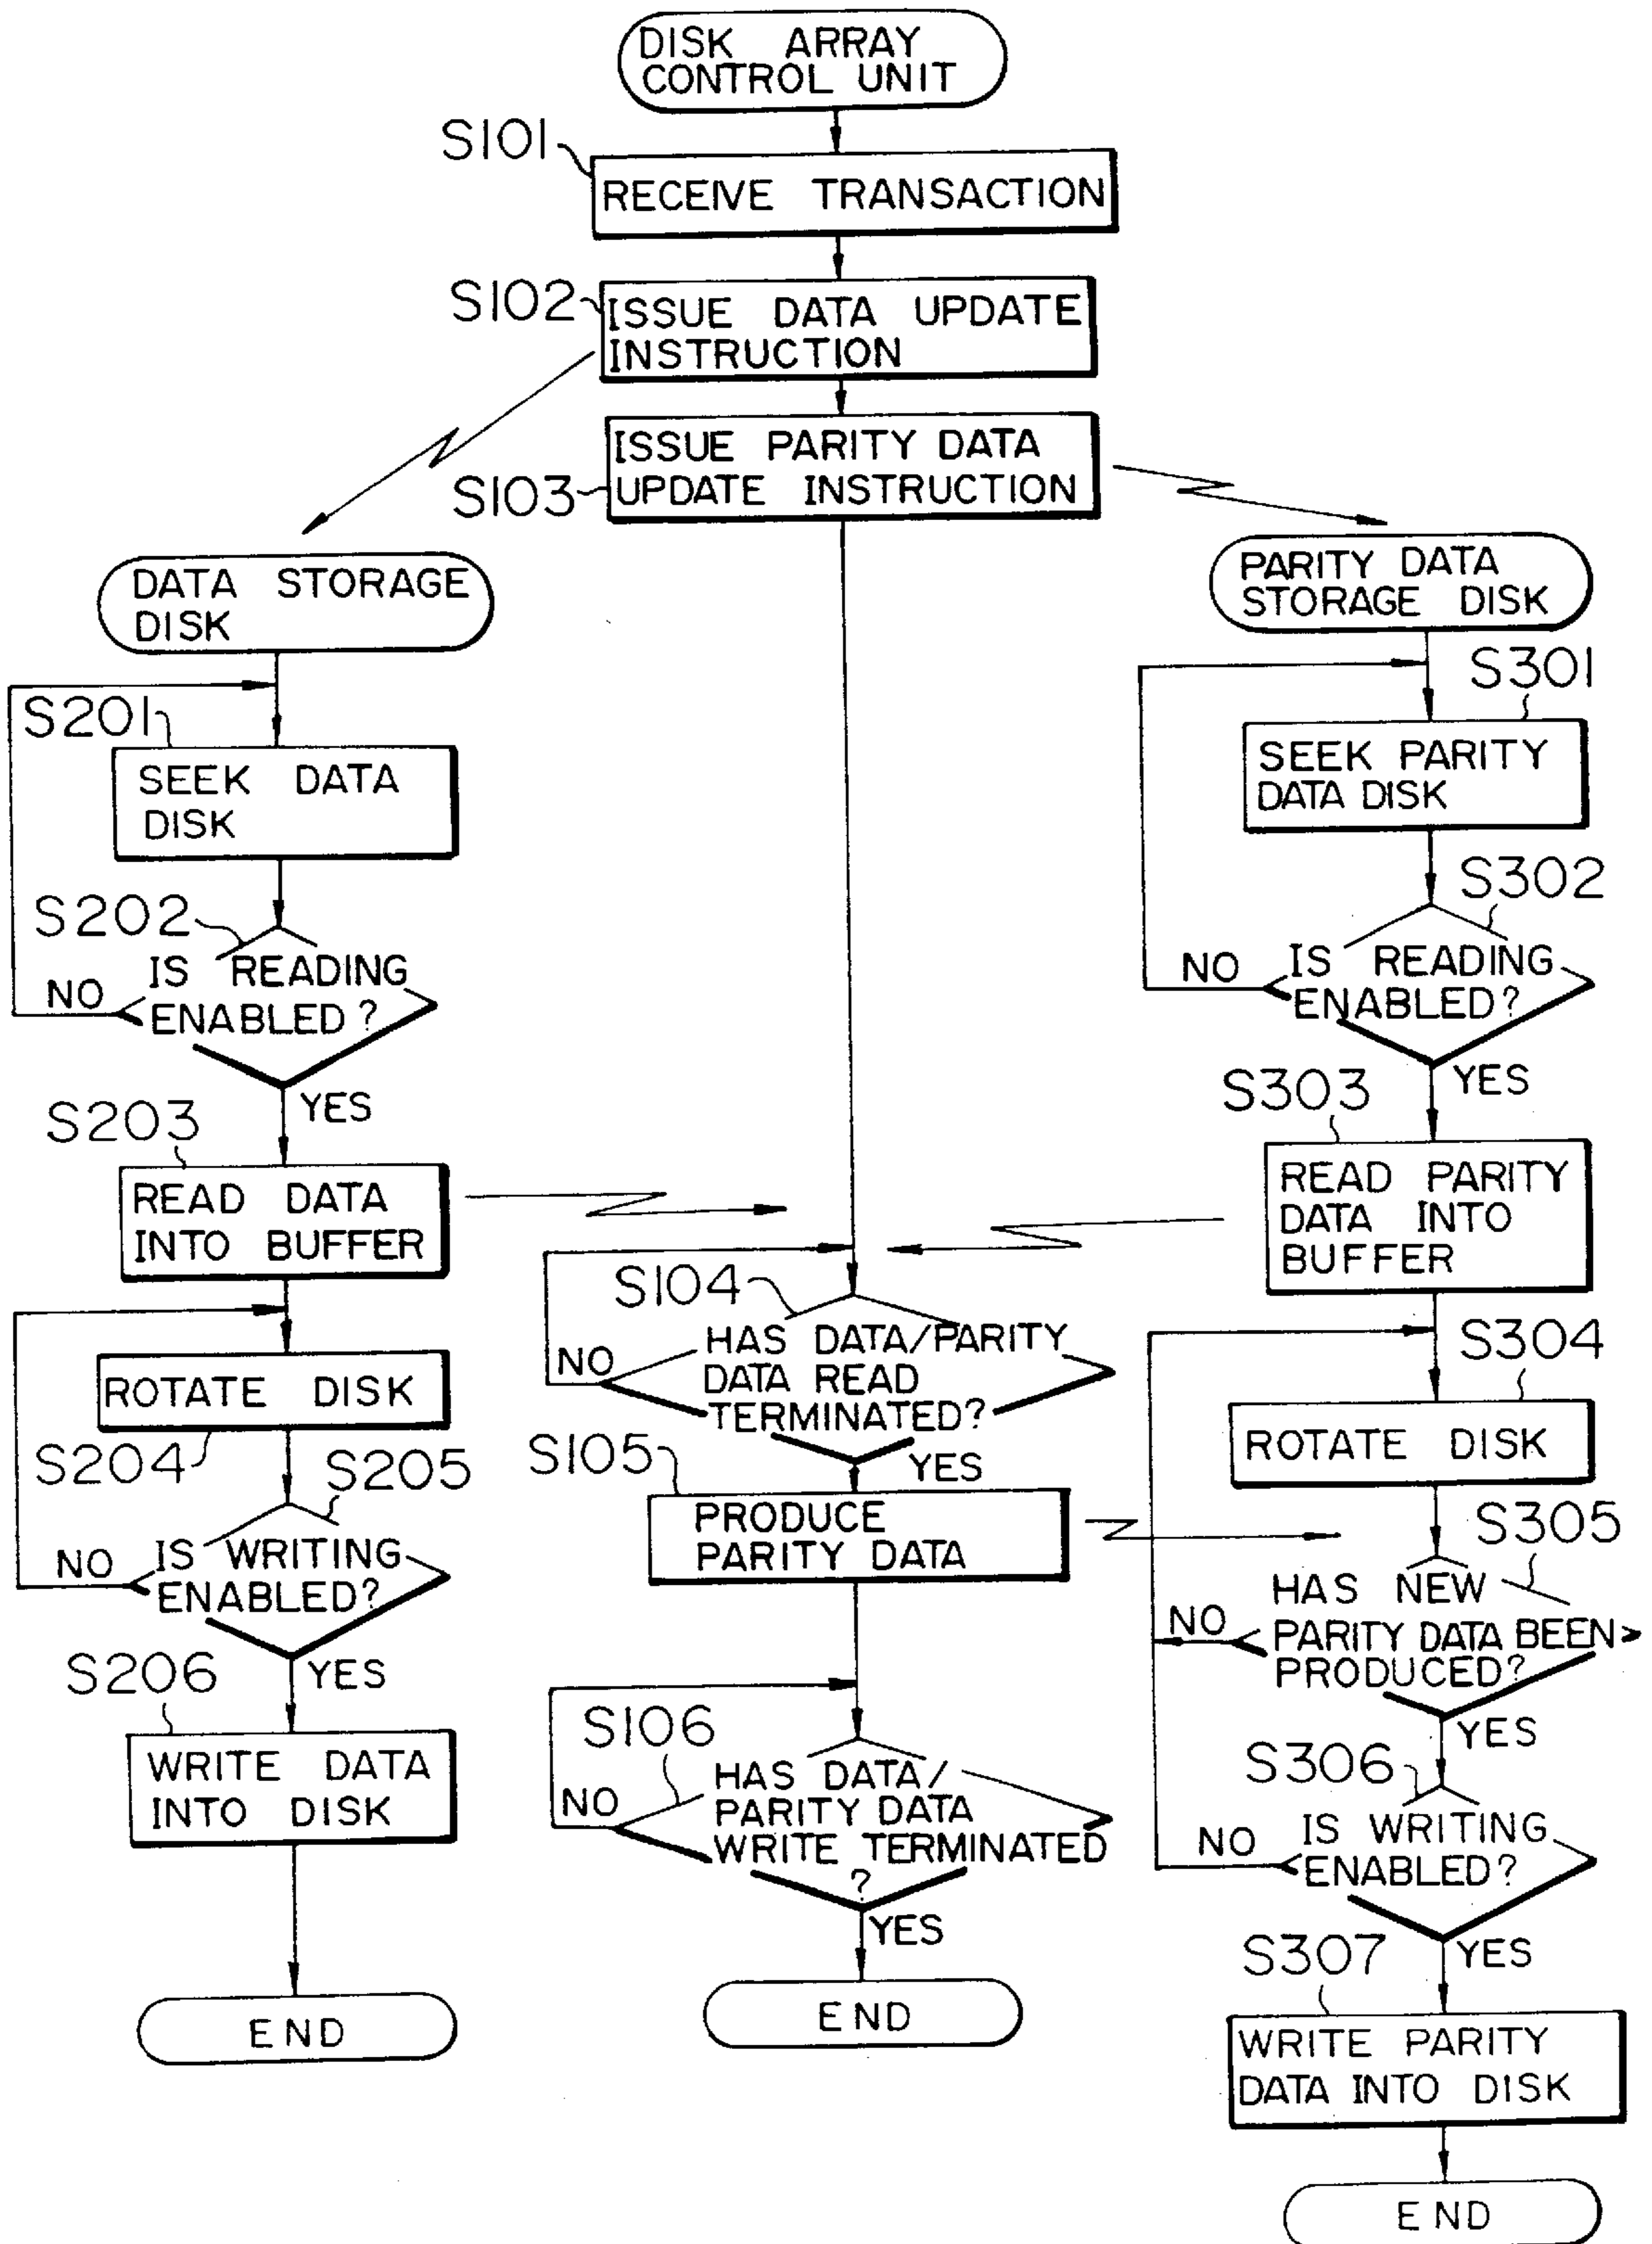 DISK ARRAY
CONTROL UNIT
S101
RECEIVE TRANSACTION
S102
ISSUE DATA UPDATE
INSTRUCTION
S103
ISSUE PARITY DATA
UPDATE INSTRUCTION
DATA STORAGE
DISK
S201
SEEK DATA
DISK
S202
IS READING
ENABLED?
NO
YES
S203
READ DATA
INTO BUFFER
ROTATE DISK
S204
S205
IS WRITING
ENABLED?
NO
YES
S206
WRITE DATA
INTO DISK
END
S104
HAS DATA/PARITY
DATA READ
TERMINATED?
NO
YES
S105
PRODUCE
PARITY DATA
S106
HAS DATA/
PARITY DATA
WRITE TERMINATED
?
NO
YES
END
PARITY DATA
STORAGE DISK
S301
SEEK PARITY
DATA DISK
S302
IS READING
ENABLED?
NO
YES
S303
READ PARITY
DATA INTO
BUFFER
S304
ROTATE DISK
S305
HAS NEW
PARITY DATA BEEN
PRODUCED?
NO
YES
S306
IS WRITING
ENABLED?
NO
YES
S307
WRITE PARITY
DATA INTO DISK
END